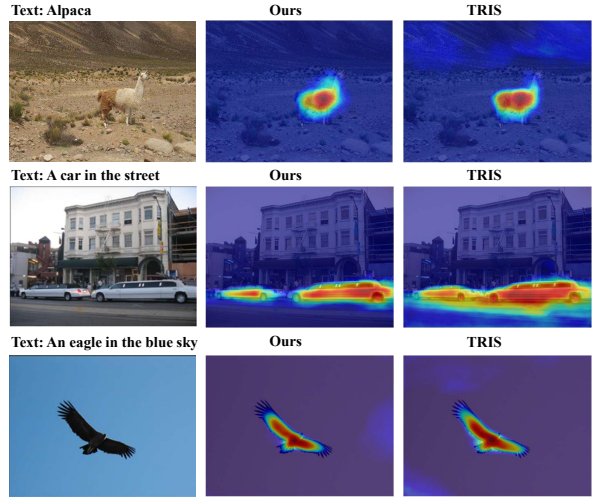 Text: Alpaca Ours TRIS
Text: A car in the street Ours TRIS
Text: An eagle in the blue sky Ours TRIS